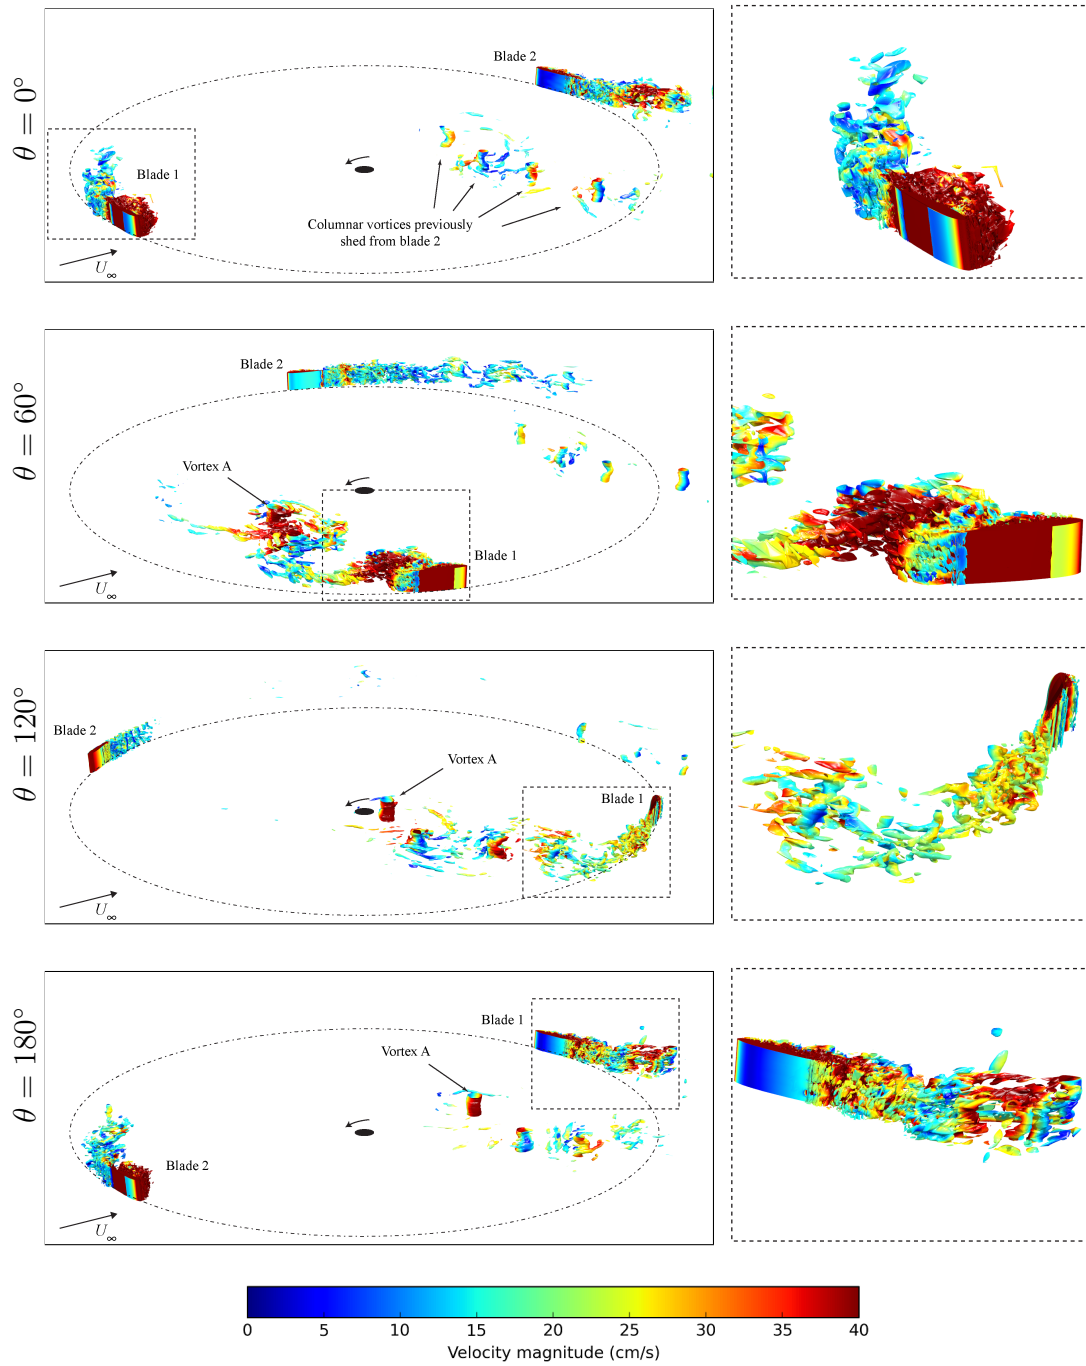 θ = 0°
Blade 2
Blade 1
Columnar vortices previously
shed from blade 2
U∞
θ = 60°
Blade 2
Vortex A
Blade 1
U∞
θ = 120°
Blade 2
Vortex A
Blade 1
U∞
θ = 180°
Blade 1
Vortex A
Blade 2
U∞
0 5 10 15 20 25 30 35 40
Velocity magnitude (cm/s)